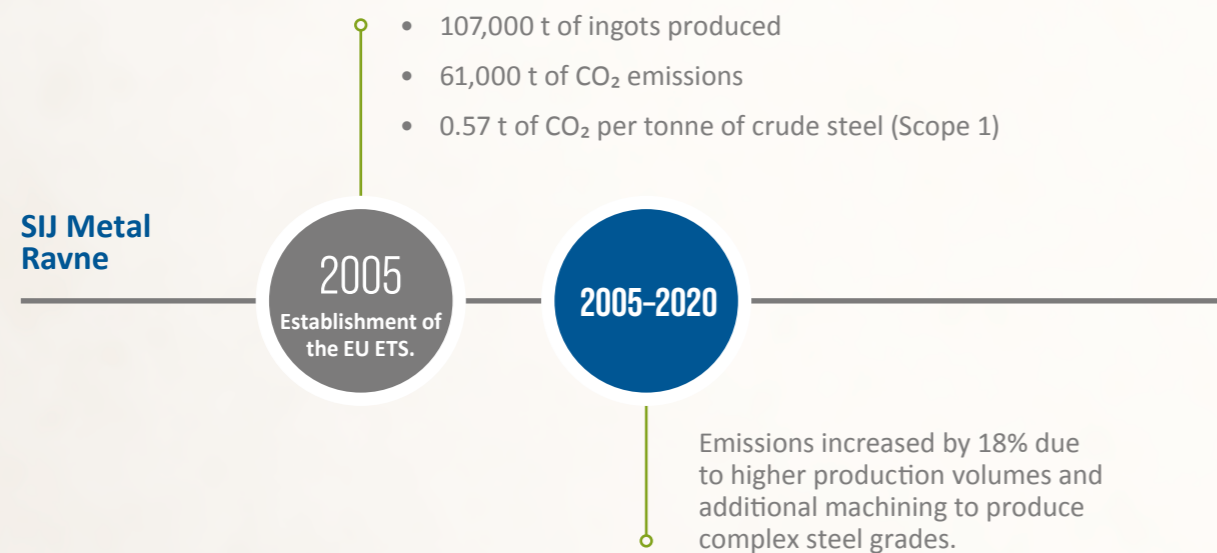 • 107,000 t of ingots produced
• 61,000 t of CO₂ emissions
• 0.57 t of CO₂ per tonne of crude steel (Scope 1)
SIJ Metal
Ravne
2005
Establishment of
the EU ETS.
2005–2020
Emissions increased by 18% due
to higher production volumes and
additional machining to produce
complex steel grades.